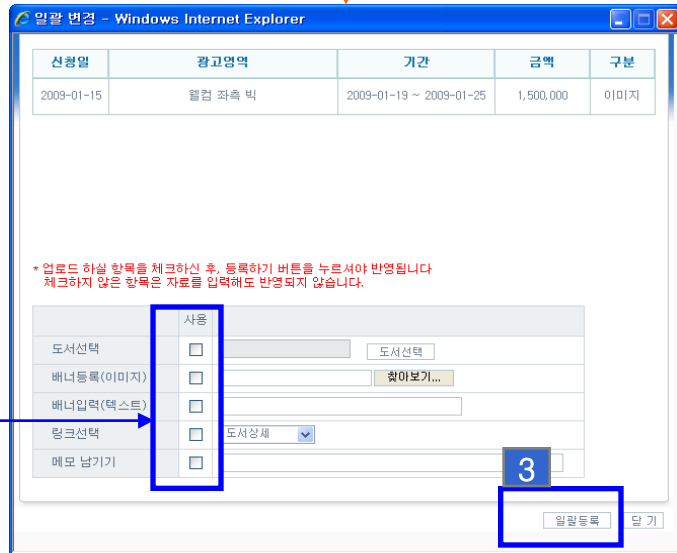 일괄 변경 - Windows Internet Explorer
신청일 광고영역 기간 금액 구분
2009-01-15 웰컴 좌측 빅 2009-01-19 ~ 2009-01-25 1,500,000 이미지
* 업로드 하실 항목을 체크하신 후, 등록하기 버튼을 누르셔야 반영됩니다
체크하지 않은 항목은 자료를 입력해도 반영되지 않습니다.
사용
도서선택 도서선택
배너등록(이미지) 찾아보기...
배너입력(텍스트)
링크선택 도서상세
메모 남기기
3
일괄등록 닫 기